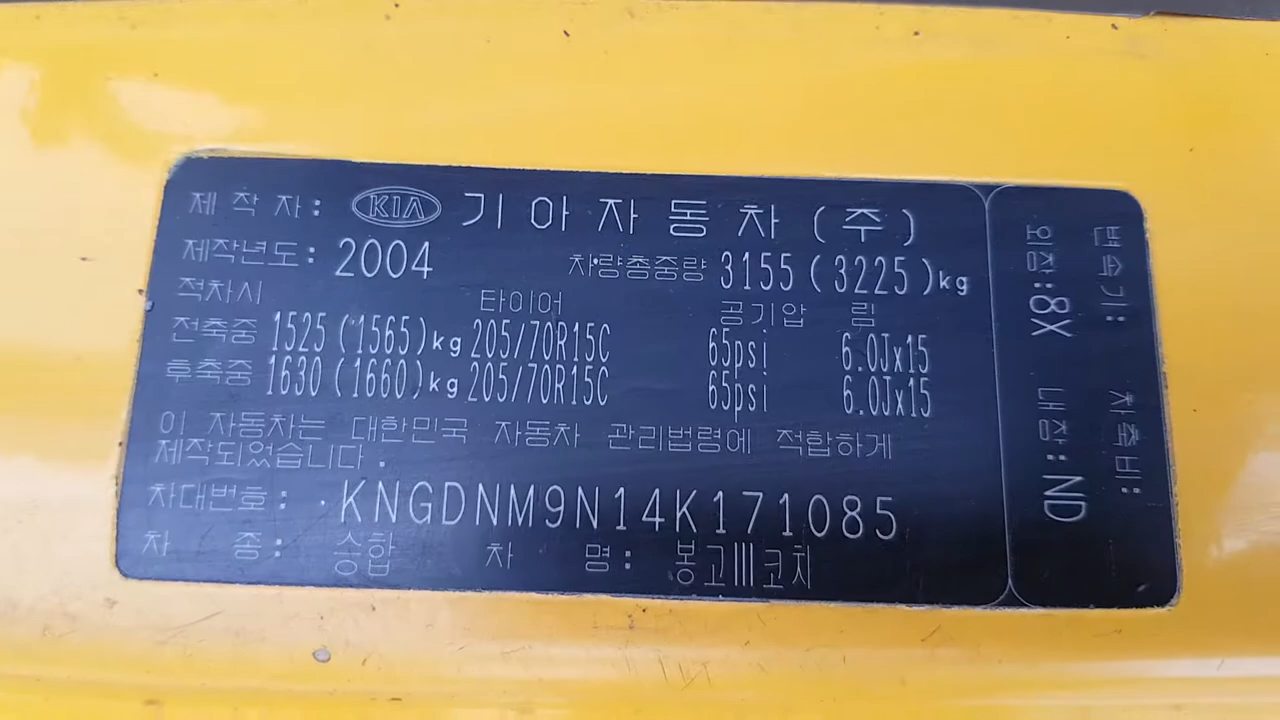 제 작 자 : KIA 기 아 자 동 차 (주)
제작년도 : 2004 차량총중량 3155 (3225)kg
적차시 타이어 공기압 림
전축중 1525 (1565)kg 205/70R15C 65psi 6.0Jx15
후축중 1630 (1660)kg 205/70R15C 65psi 6.0Jx15
이 자동차는 대한민국 자동차 관리법령에 적합하게
제작되었습니다.
차대번호 : KNGDNM9N14K171085
차 종 : 승합 차 명 : 봉고III코치
변속기: 차축비:
외장:8X 내장:ND